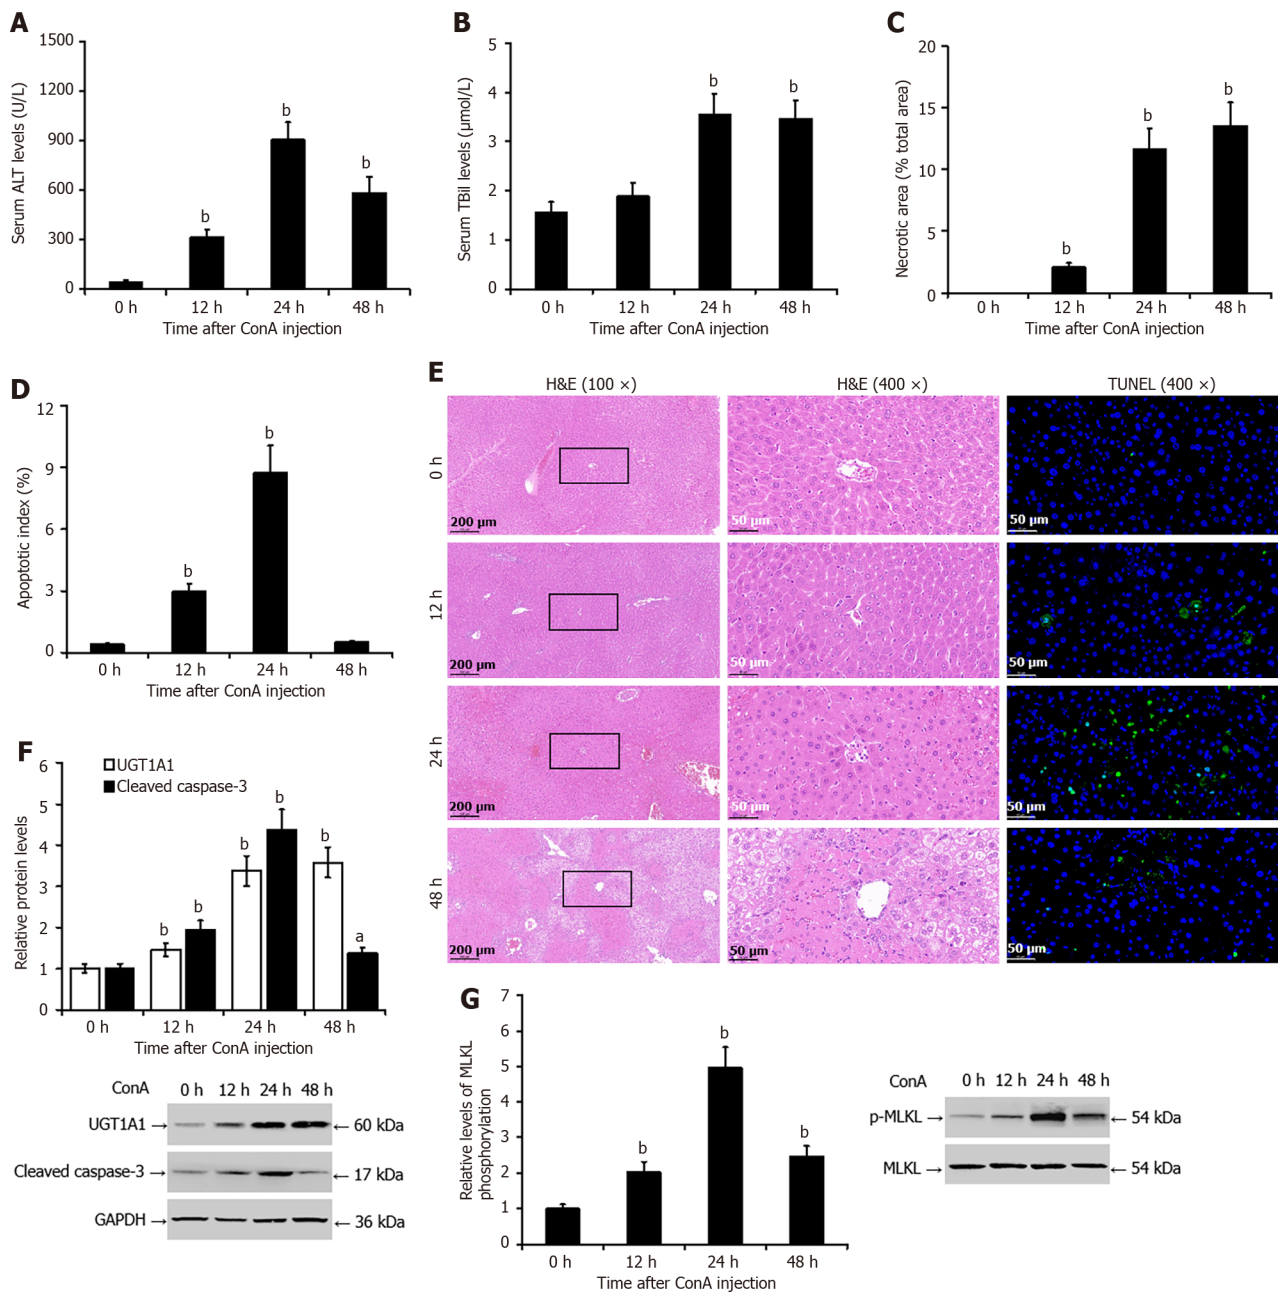 A
Serum ALT levels (U/L)
1500
1200
900
600
300
0
b
b
b
0 h 12 h 24 h 48 h
Time after ConA injection
B
Serum TBil levels (μmol/L)
5
4
3
2
1
0
b
b
0 h 12 h 24 h 48 h
Time after ConA injection
C
Necrotic area (% total area)
20
15
10
5
0
b
b
b
0 h 12 h 24 h 48 h
Time after ConA injection
D
Apoptotic index (%)
12
9
6
3
0
b
b
0 h 12 h 24 h 48 h
Time after ConA injection
E
H&E (100 ×) H&E (400 ×) TUNEL (400 ×)
0 h
200 μm 50 μm 50 μm
12 h
200 μm 50 μm 50 μm
24 h
200 μm 50 μm 50 μm
48 h
200 μm 50 μm 50 μm
F
Relative protein levels
6
5
4
3
2
1
0
UGT1A1
Cleaved caspase-3
b
b
b
b
b
a
0 h 12 h 24 h 48 h
Time after ConA injection
ConA 0 h 12 h 24 h 48 h
UGT1A1 → ← 60 kDa
Cleaved caspase-3 → ← 17 kDa
GAPDH → ← 36 kDa
G
Relative levels of MLKL
phosphorylation
7
6
5
4
3
2
1
0
b
b
b
0 h 12 h 24 h 48 h
Time after ConA injection
ConA 0 h 12 h 24 h 48 h
p-MLKL → ← 54 kDa
MLKL → ← 54 kDa